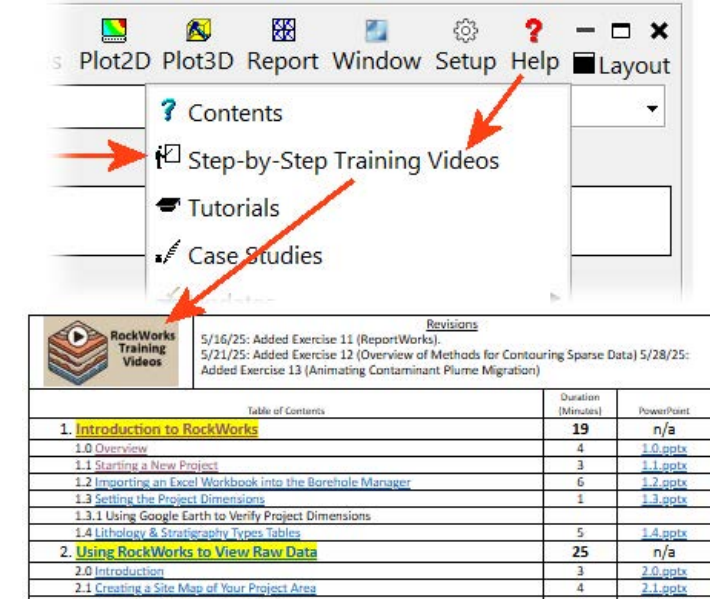 Plot2D Plot3D Report Window Setup Help Layout
? Contents
Step-by-Step Training Videos
Tutorials
Case Studies
RockWorks
Training
Videos
Revisions
5/16/25: Added Exercise 11 (ReportWorks).
5/21/25: Added Exercise 12 (Overview of Methods for Contouring Sparse Data) 5/28/25:
Added Exercise 13 (Animating Contaminant Plume Migration)
Table of Contents Duration (Minutes) PowerPoint
1. Introduction to RockWorks 19 n/a
1.0 Overview 4 1.0.pptx
1.1 Starting a New Project 3 1.1.pptx
1.2 Importing an Excel Workbook into the Borehole Manager 6 1.2.pptx
1.3 Setting the Project Dimensions 1 1.3.pptx
1.3.1 Using Google Earth to Verify Project Dimensions
1.4 Lithology & Stratigraphy Types Tables 5 1.4.pptx
2. Using RockWorks to View Raw Data 25 n/a
2.0 Introduction 3 2.0.pptx
2.1 Creating a Site Map of Your Project Area 4 2.1.pptx